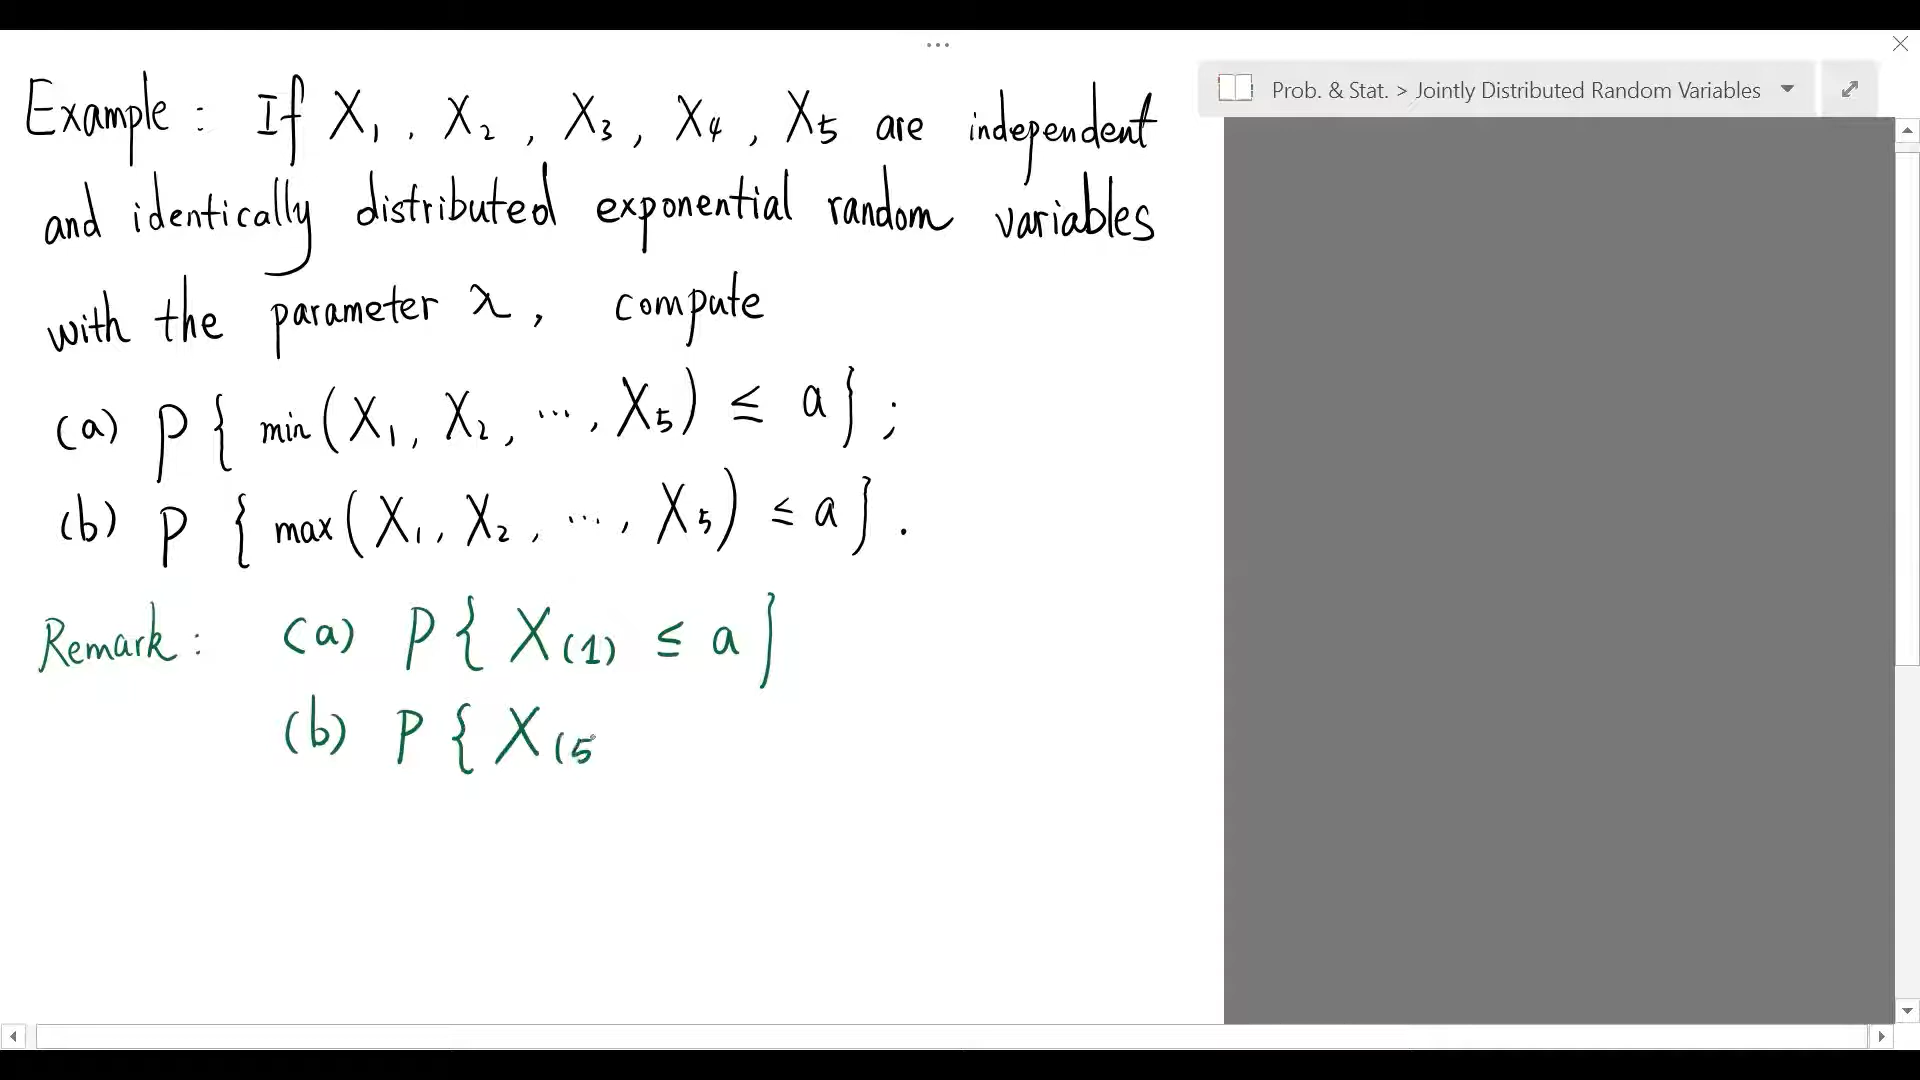 Prob. & Stat. > Jointly Distributed Random Variables
Example: If X₁, X₂, X₃, X₄, X₅ are independent
and identically distributed exponential random variables
with the parameter λ, compute
(a) P{ min(X₁, X₂, ..., X₅) ≤ a};
(b) P{ max(X₁, X₂, ..., X₅) ≤ a}.
Remark: (a) P{ X₍₁₎ ≤ a}
(b) P{ X₍₅